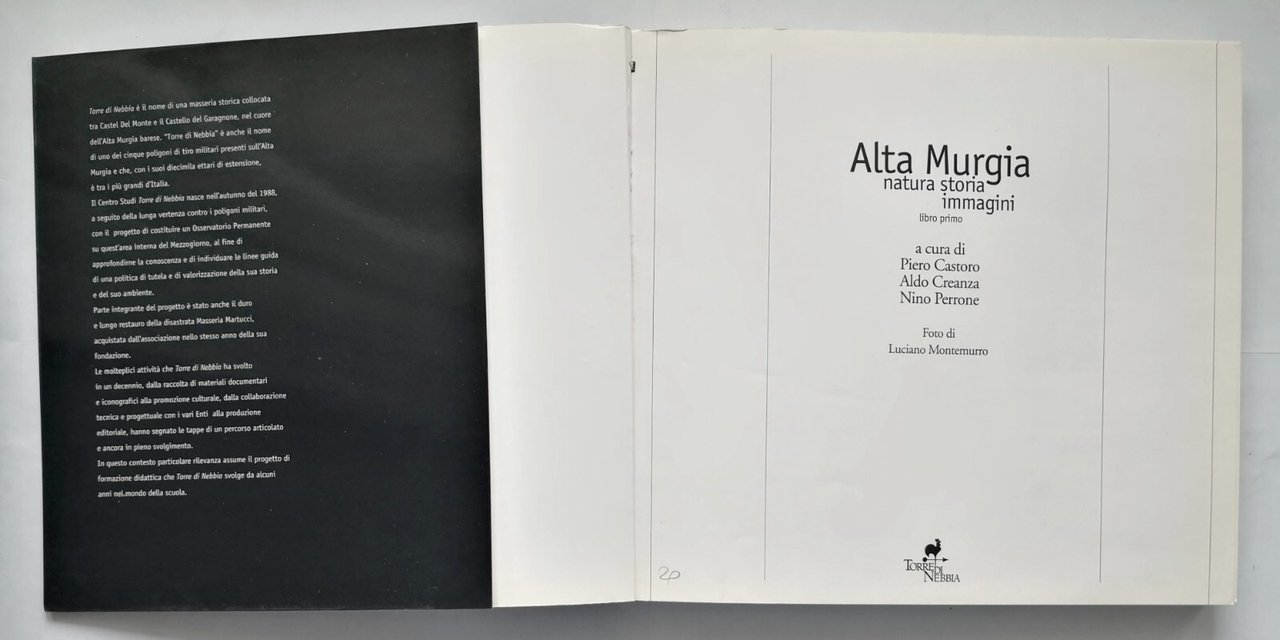 Torre di Nebbia è il nome di una masseria storica collocata
tra Castel Del Monte e il Castello del Garagnone, nel cuore
dell'Alta Murgia barese. "Torre di Nebbia" è anche il nome
di uno dei cinque poligoni di tiro militari presenti sull'Alta
Murgia e che, con i suoi diecimila ettari di estensione,
è tra i più grandi d'Italia.
Il Centro Studi Torre di Nebbia nasce nell'autunno del 1988,
a seguito della lunga vertenza contro i poligoni militari,
con il progetto di costituire un Osservatorio Permanente
su quest'area interna del Mezzogiorno, al fine di
approfondirne la conoscenza e di individuare le linee guida
di una politica di tutela e di valorizzazione della sua storia
e del suo ambiente.
Parte integrante del progetto è stato anche il duro
e lungo restauro della disastrata Masseria Martucci,
acquistata dall'associazione nello stesso anno della sua
fondazione.
Le molteplici attività che Torre di Nebbia ha svolto
in un decennio, dalla raccolta di materiali documentari
e iconografici alla promozione culturale, dalla collaborazione
tecnica e progettuale con i vari Enti alla produzione
editoriale, hanno segnato le tappe di un percorso articolato
e ancora in pieno svolgimento.
In questo contesto particolare rilevanza assume il progetto di
formazione didattica che Torre di Nebbia svolge da alcuni
anni nel mondo della scuola.
Alta Murgia
natura storia
immagini
libro primo
a cura di
Piero Castoro
Aldo Creanza
Nino Perrone
Foto di
Luciano Montemurro
TORRE DI
NEBBIA
20